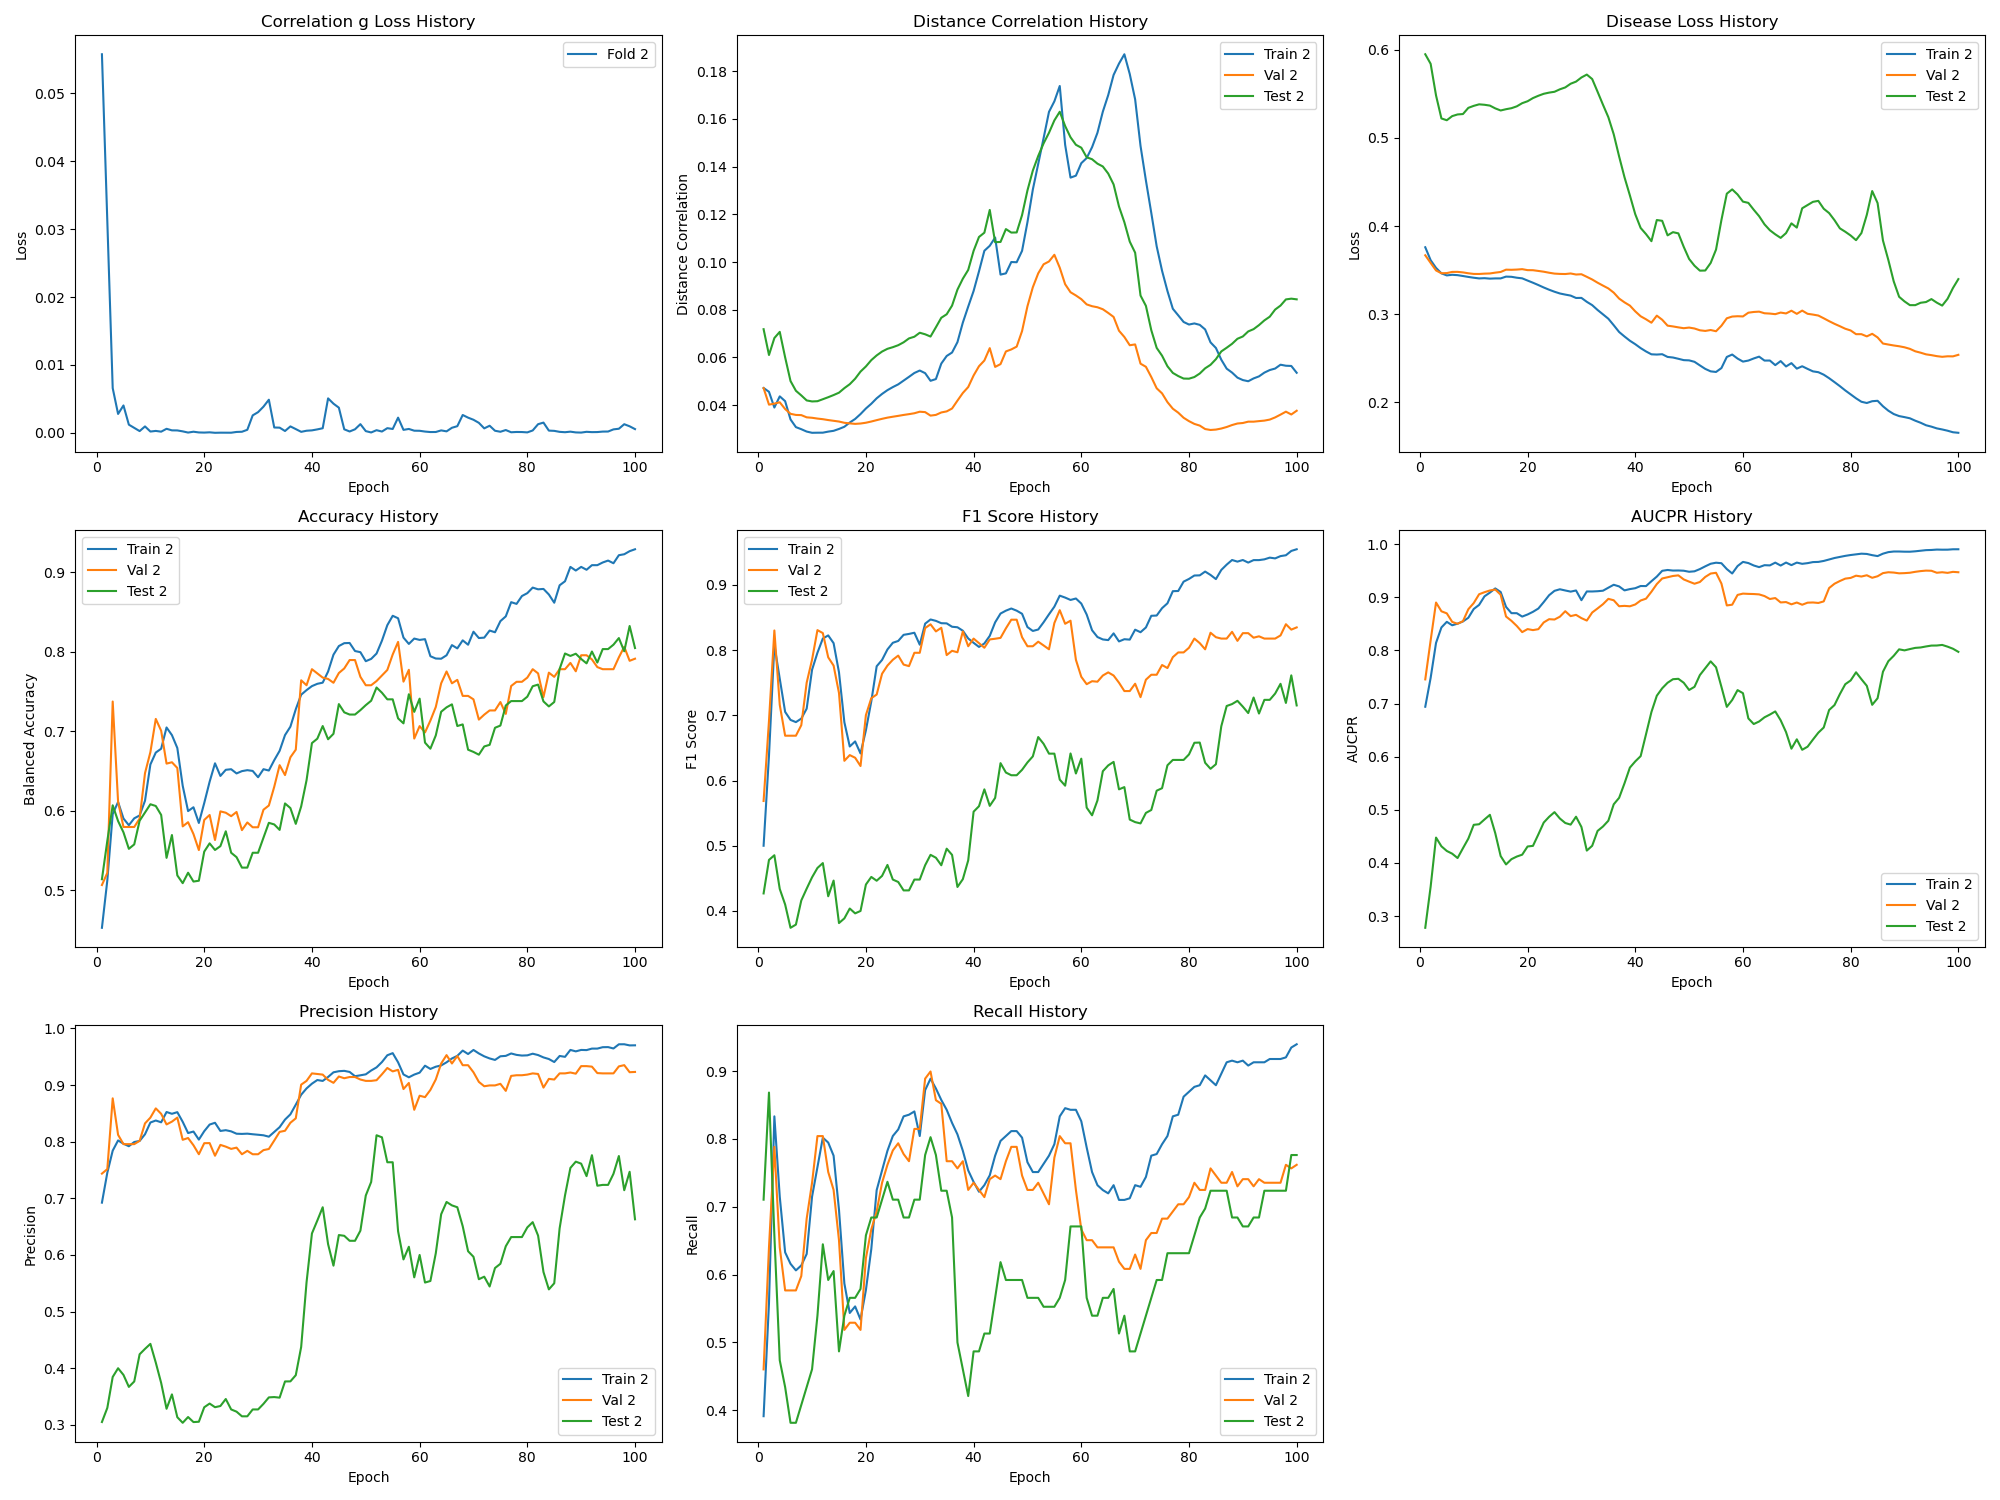 Correlation g Loss History
Loss
0.05
0.04
0.03
0.02
0.01
0.00
0 20 40 60 80 100
Epoch
Fold 2
Distance Correlation History
Distance Correlation
0.18
0.16
0.14
0.12
0.10
0.08
0.06
0.04
0 20 40 60 80 100
Epoch
Train 2
Val 2
Test 2
Disease Loss History
Loss
0.6
0.5
0.4
0.3
0.2
0 20 40 60 80 100
Epoch
Train 2
Val 2
Test 2
Accuracy History
Balanced Accuracy
0.9
0.8
0.7
0.6
0.5
0 20 40 60 80 100
Epoch
Train 2
Val 2
Test 2
F1 Score History
F1 Score
0.9
0.8
0.7
0.6
0.5
0.4
0 20 40 60 80 100
Epoch
Train 2
Val 2
Test 2
AUCPR History
AUCPR
1.0
0.9
0.8
0.7
0.6
0.5
0.4
0.3
0 20 40 60 80 100
Epoch
Train 2
Val 2
Test 2
Precision History
Precision
1.0
0.9
0.8
0.7
0.6
0.5
0.4
0.3
0 20 40 60 80 100
Epoch
Train 2
Val 2
Test 2
Recall History
Recall
0.9
0.8
0.7
0.6
0.5
0.4
0 20 40 60 80 100
Epoch
Train 2
Val 2
Test 2